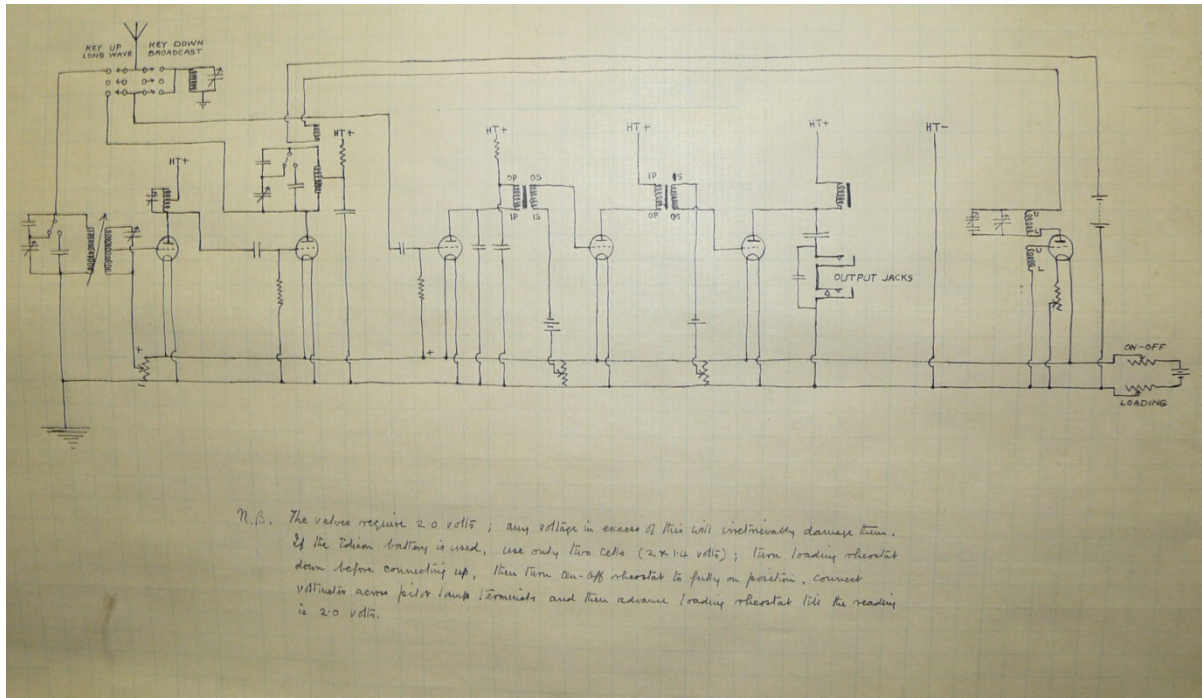 KEY UP KEY DOWN
LONG WAVE BROADCAST
HT+
HT+
HT+
HT+
HT+
HT-
OP OS
IP IS
IP IS
OP OS
OUTPUT JACKS
+
+
-
ON-OFF
LOADING
N.B. The valves require 2.0 volts ; any voltage in excess of this will irretrievably damage them.
If the Edison battery is used, use only two cells (2 x 1.4 volts) ; turn loading rheostat
down before connecting up, then turn on-off rheostat to fully on position, connect
voltmeter across pilot lamp terminals and then advance loading rheostat till the reading
is 2.0 volts.